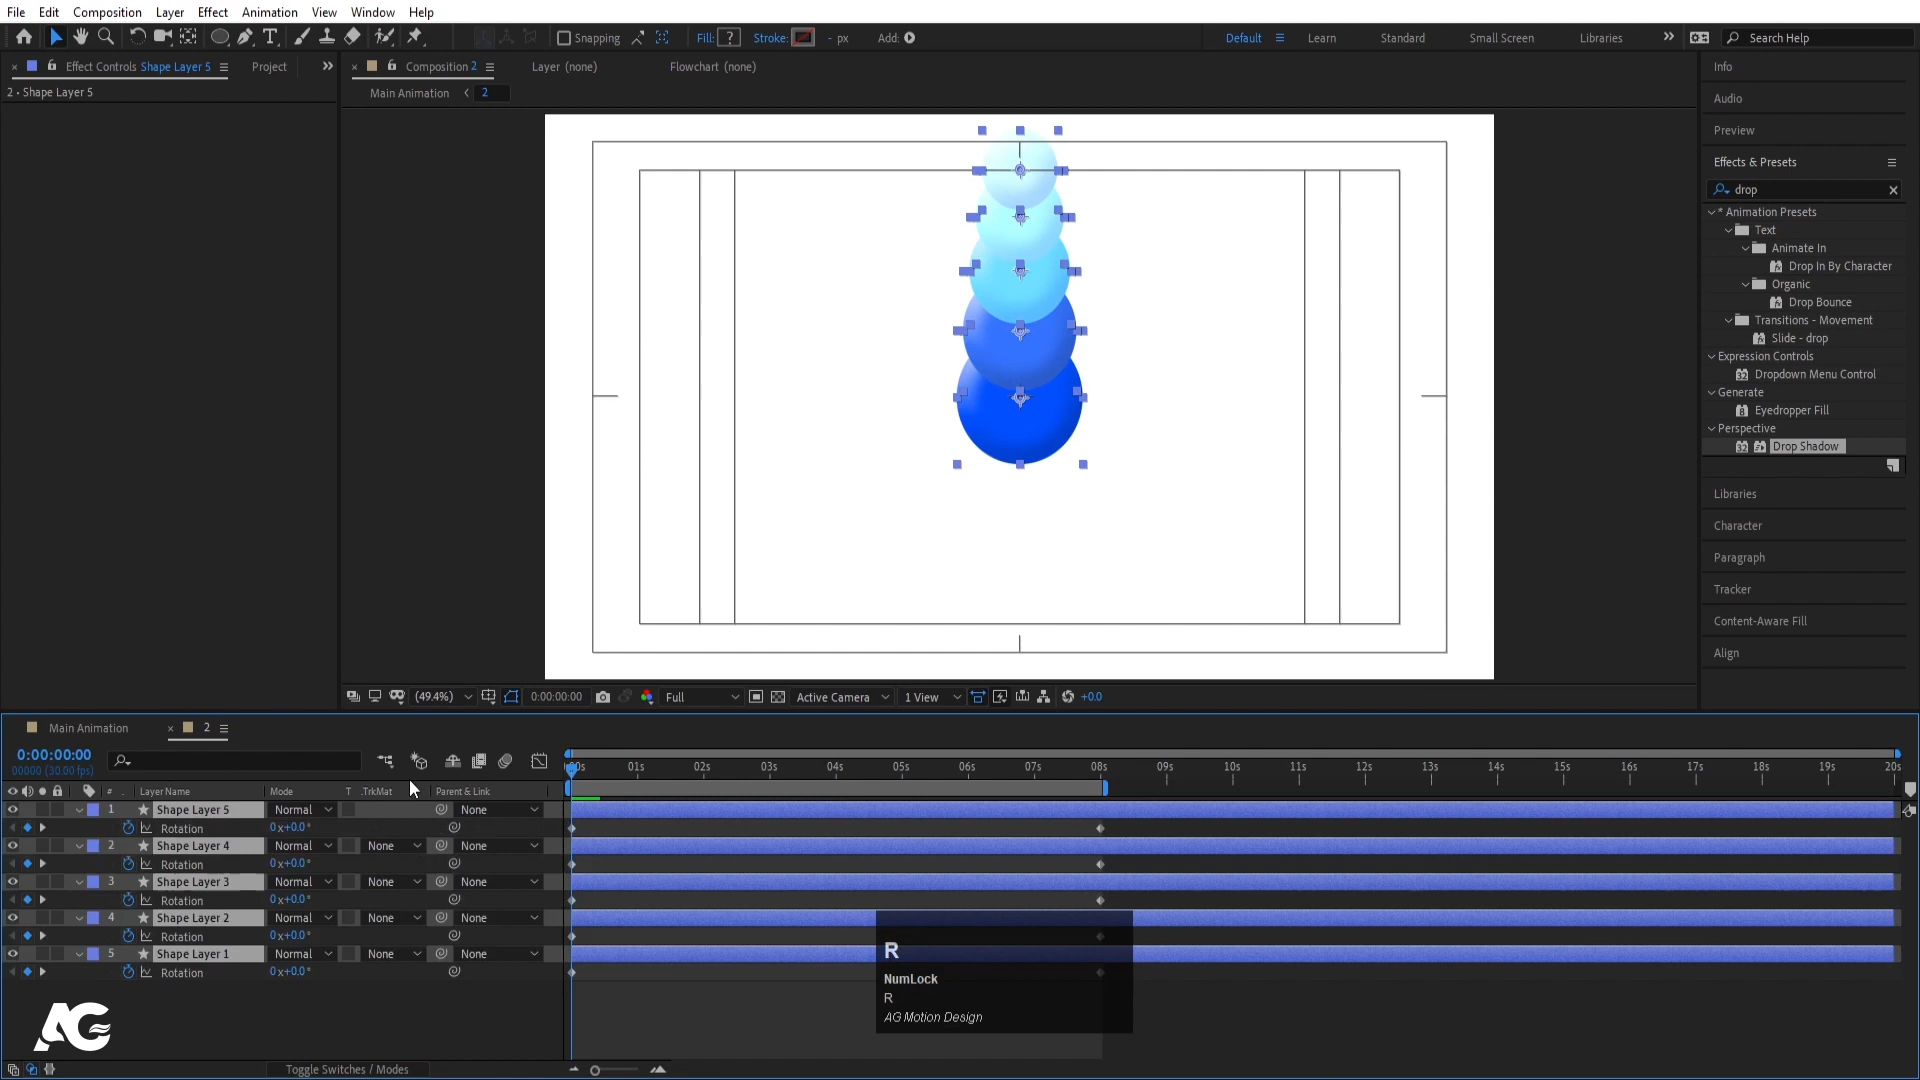 File Edit Composition Layer Effect Animation View Window Help
Snapping Fill: ? Stroke: - px Add:
Default Learn Standard Small Screen Libraries Search Help
Effect Controls Shape Layer 5 Project
2 • Shape Layer 5
Composition 2 Layer (none) Flowchart (none)
Main Animation 2
Info
Audio
Preview
Effects & Presets
drop
* Animation Presets
Text
Animate In
Drop In By Character
Organic
Drop Bounce
Transitions - Movement
Slide - drop
Expression Controls
Dropdown Menu Control
Generate
Eyedropper Fill
Perspective
Drop Shadow
Libraries
Character
Paragraph
Tracker
Content-Aware Fill
Align
(49.4%) 0:00:00:00 Full Active Camera 1 View +0.0
Main Animation 2
0:00:00:00
00000 (30.00 fps)
01s 02s 03s 04s 05s 06s 07s 08s 09s 10s 11s 12s 13s 14s 15s 16s 17s 18s 19s 20s
# . Layer Name Mode T .TrkMat Parent & Link
1 Shape Layer 5 Normal None
Rotation 0x+0.0°
2 Shape Layer 4 Normal None None
Rotation 0x+0.0°
3 Shape Layer 3 Normal None None
Rotation 0x+0.0°
4 Shape Layer 2 Normal None None
Rotation 0x+0.0°
5 Shape Layer 1 Normal None None
Rotation 0x+0.0°
R
NumLock
R
AG Motion Design
AG
Toggle Switches / Modes